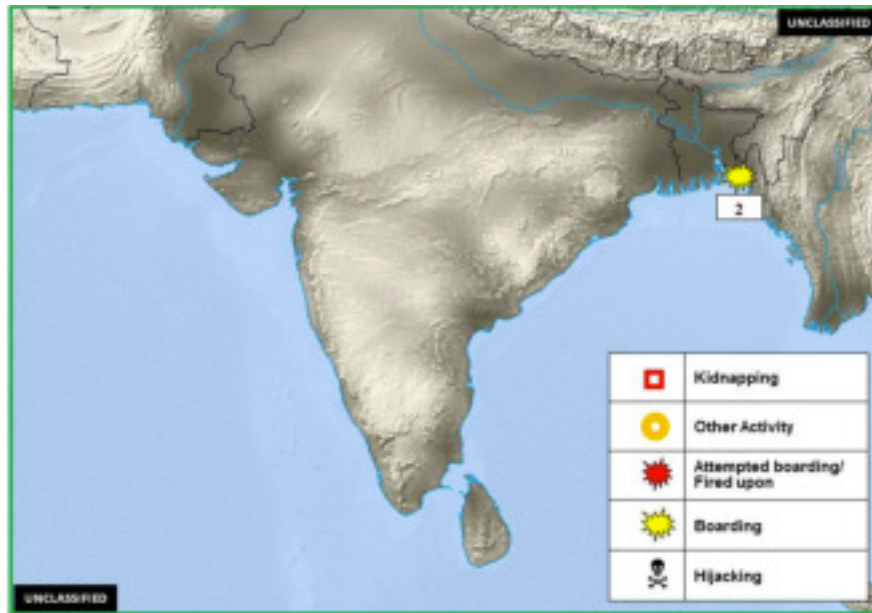 UNCLASSIFIED
2
Kidnapping
Other Activity
Attempted boarding/
Fired upon
Boarding
Hijacking
UNCLASSIFIED